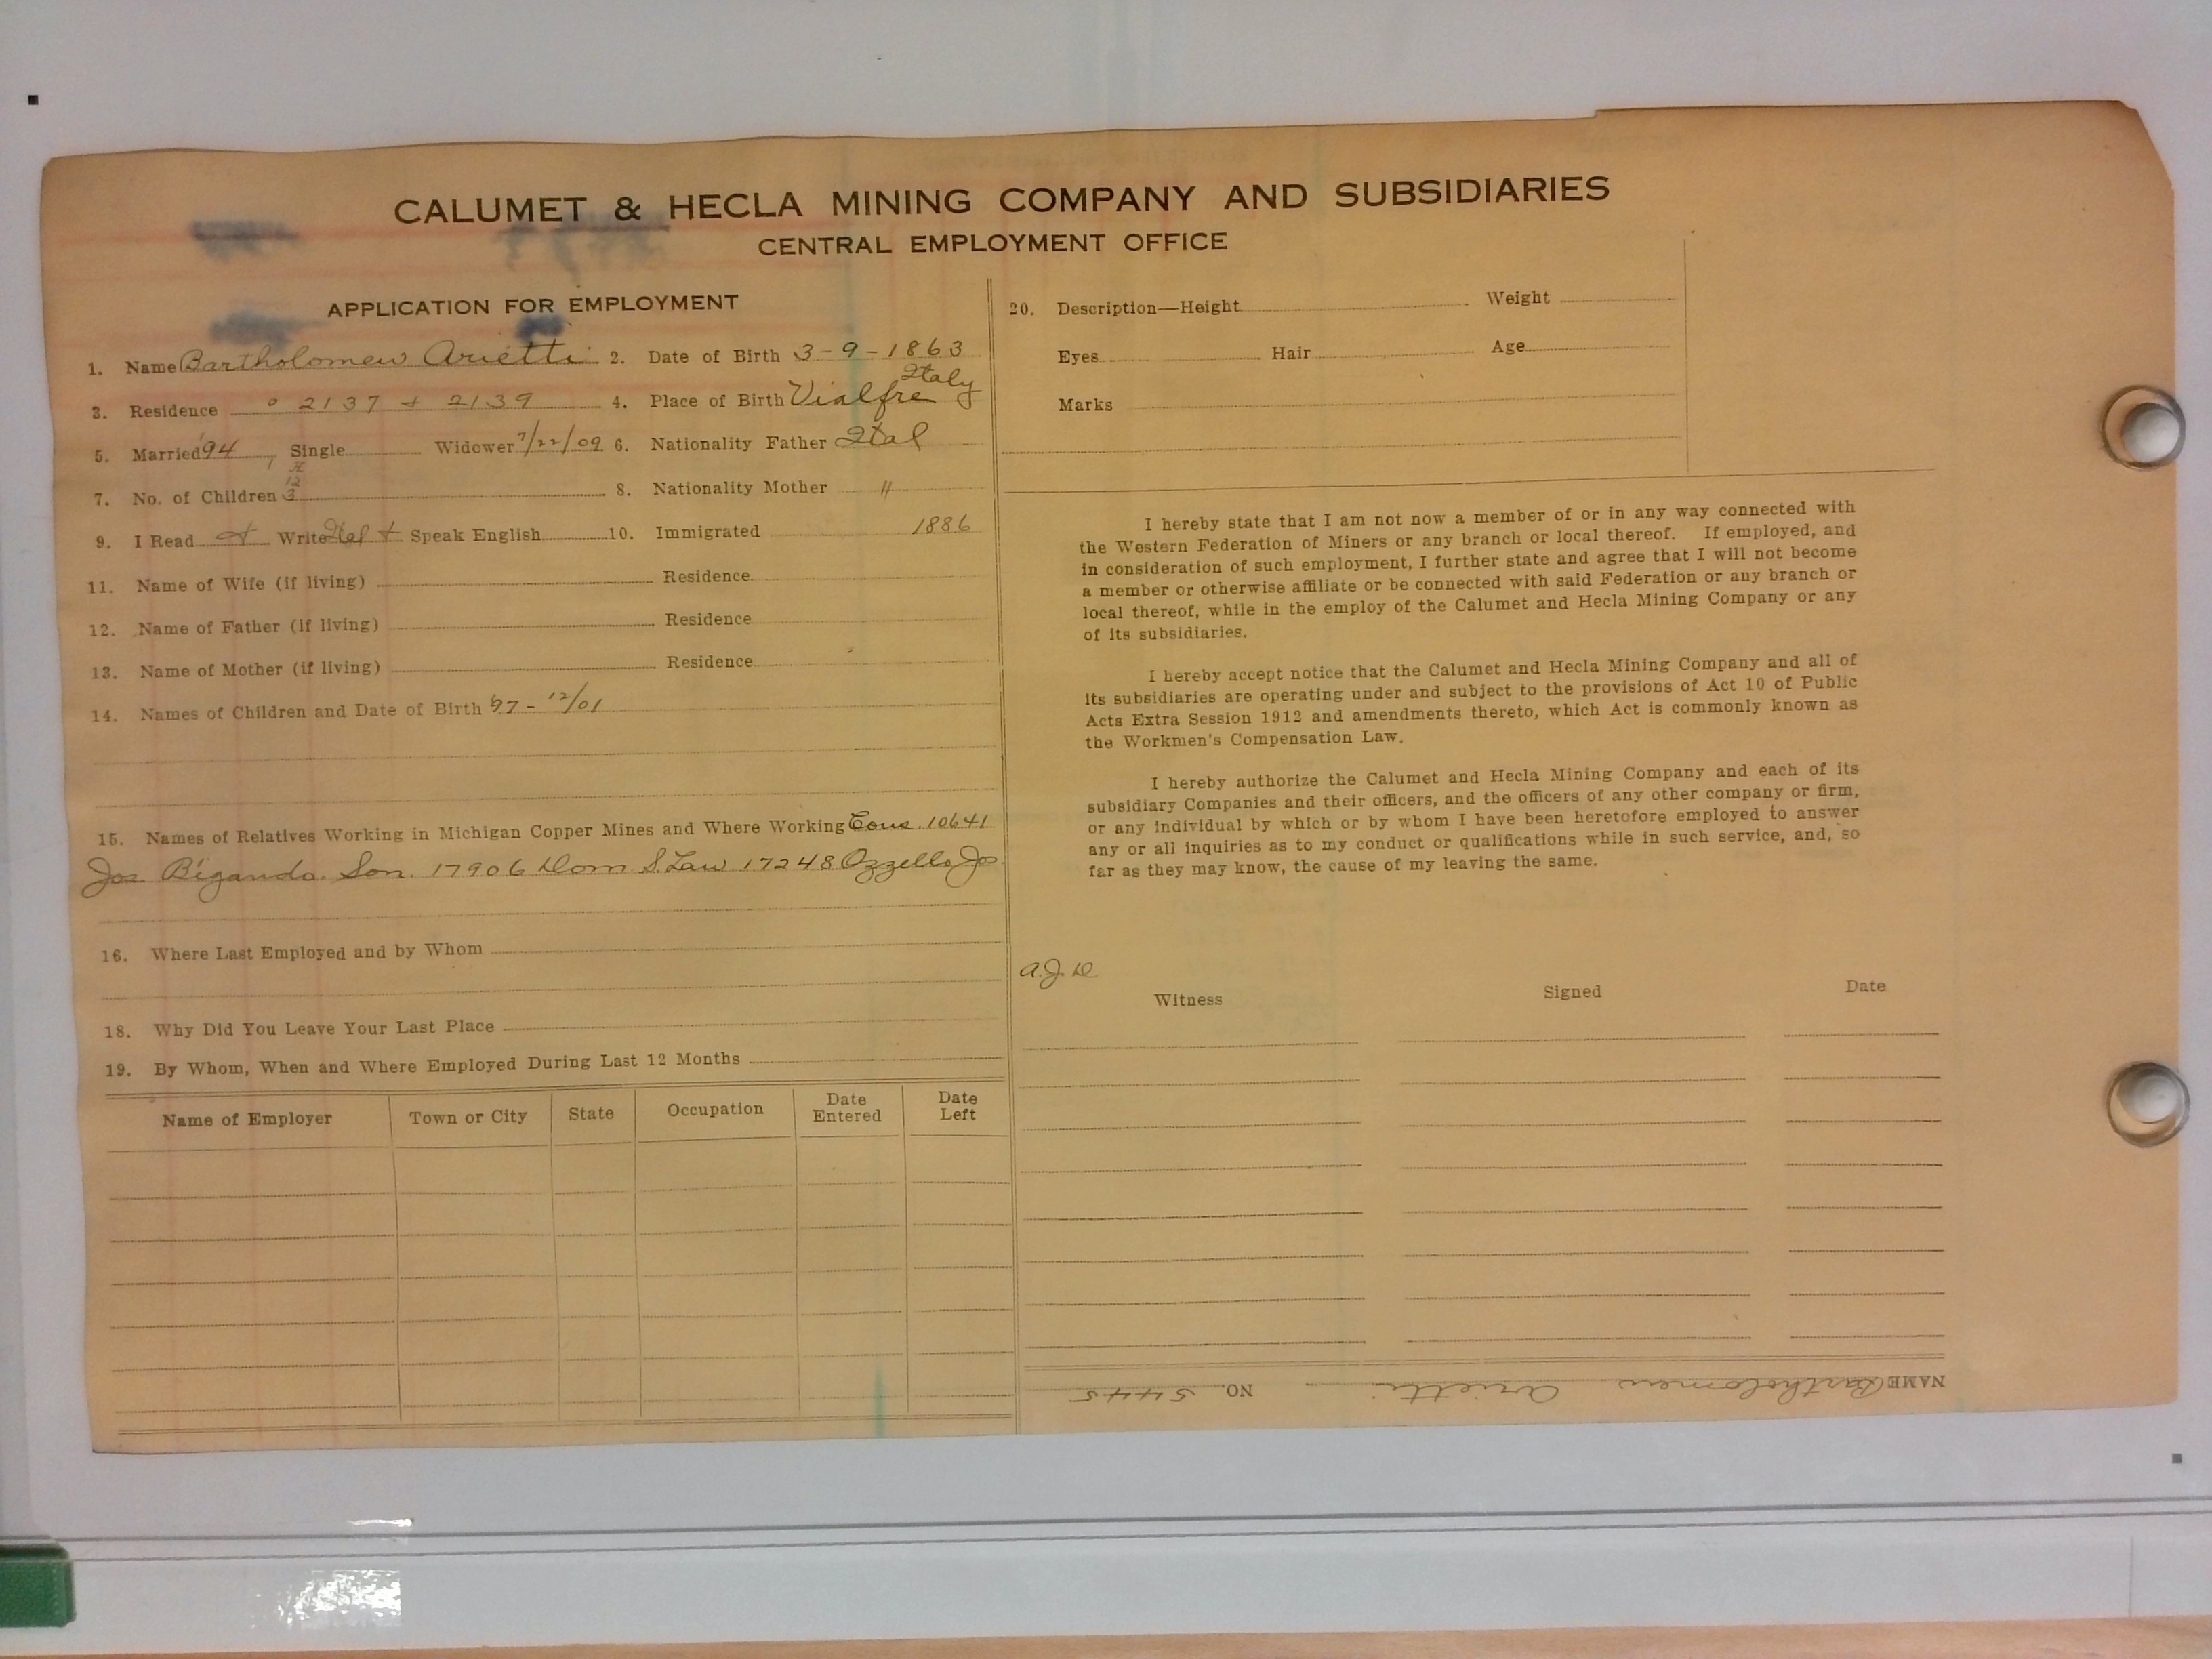 CALUMET & HECLA MINING COMPANY AND SUBSIDIARIES
CENTRAL EMPLOYMENT OFFICE
APPLICATION FOR EMPLOYMENT
1. Name Bartholomew Arietti 2. Date of Birth 3-9-1863
Italy
3. Residence 2137 + 2139 4. Place of Birth Vialfre
5. Married '94, Single Widower 7/22/09 6. Nationality Father Ital
12
7. No. of Children 3 8. Nationality Mother "
9. I Read + Write Ital + Speak English 10. Immigrated 1886
11. Name of Wife (if living) Residence
12. Name of Father (if living) Residence
13. Name of Mother (if living) Residence
14. Names of Children and Date of Birth 97 - 12/01
15. Names of Relatives Working in Michigan Copper Mines and Where Working Cous. 10641
Jos Bigando. Son. 17906 Dom S. Law 17248 Ozzello Jos
16. Where Last Employed and by Whom
18. Why Did You Leave Your Last Place
19. By Whom, When and Where Employed During Last 12 Months
Name of Employer Town or City State Occupation Date Entered Date Left
20. Description—Height Weight
Eyes Hair Age
Marks
I hereby state that I am not now a member of or in any way connected with
the Western Federation of Miners or any branch or local thereof. If employed, and
in consideration of such employment, I further state and agree that I will not become
a member or otherwise affiliate or be connected with said Federation or any branch or
local thereof, while in the employ of the Calumet and Hecla Mining Company or any
of its subsidiaries.
I hereby accept notice that the Calumet and Hecla Mining Company and all of
its subsidiaries are operating under and subject to the provisions of Act 10 of Public
Acts Extra Session 1912 and amendments thereto, which Act is commonly known as
the Workmen's Compensation Law.
I hereby authorize the Calumet and Hecla Mining Company and each of its
subsidiary Companies and their officers, and the officers of any other company or firm,
or any individual by which or by whom I have been heretofore employed to answer
any or all inquiries as to my conduct or qualifications while in such service, and, so
far as they may know, the cause of my leaving the same.
a.J.D
Witness Signed Date
NAME Bartholomew Arietti NO. 5445